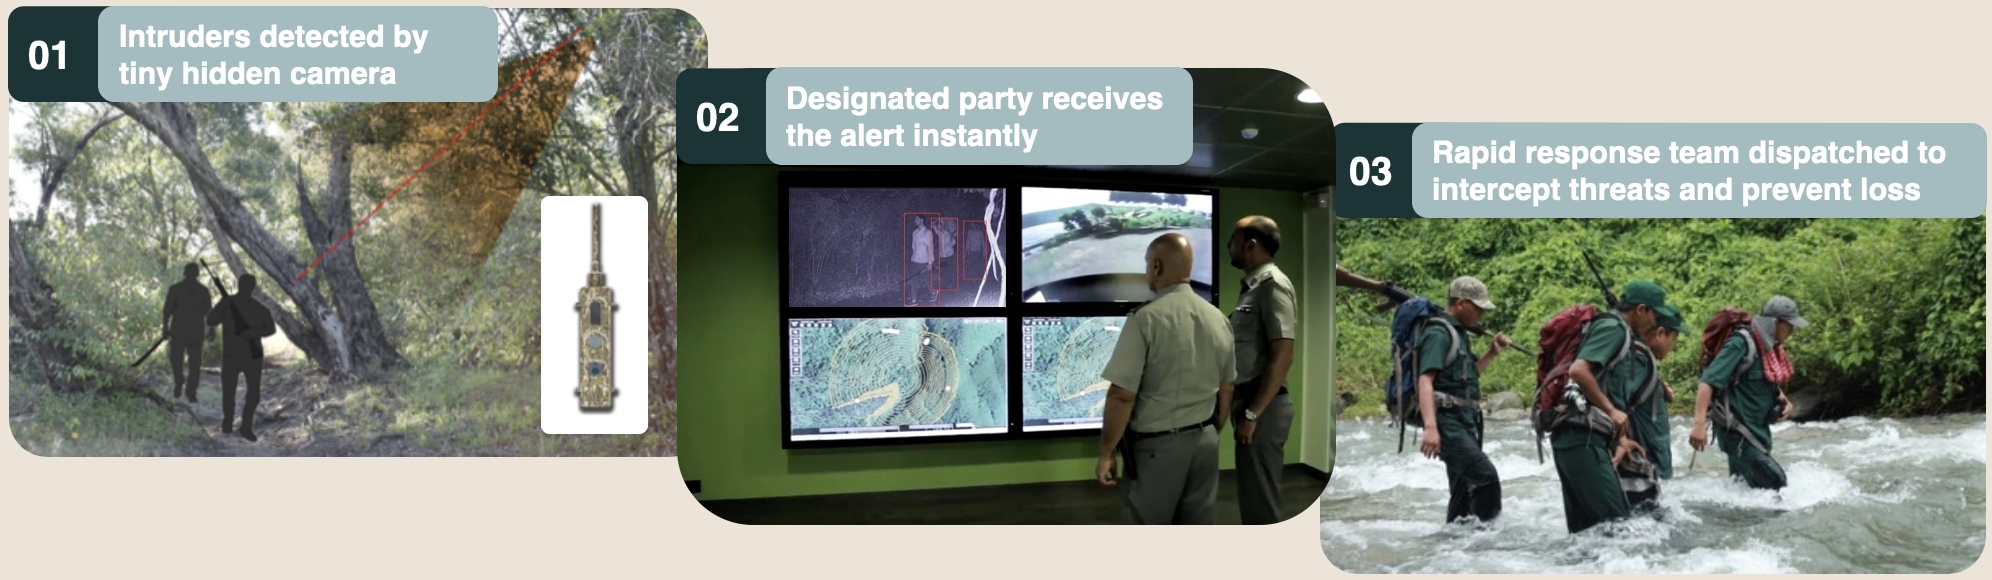 01
Intruders detected by
tiny hidden camera
02
Designated party receives
the alert instantly
03
Rapid response team dispatched to
intercept threats and prevent loss